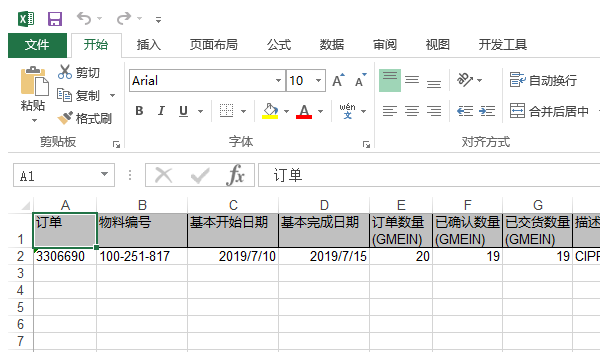 文件 开始 插入 页面布局 公式 数据 审阅 视图 开发工具
剪切
复制
格式刷
粘贴
剪贴板
Arial 10 A A
B I U A wén 文
字体
自动换行
合并后居中
对齐方式
A1 fx 订单
A B C D E F G
1 订单 物料编号 基本开始日期 基本完成日期 订单数量 (GMEIN) 已确认数量 (GMEIN) 已交货数量 (GMEIN) 描述
2 3306690 100-251-817 2019/7/10 2019/7/15 20 19 19
3
4
5
6
7